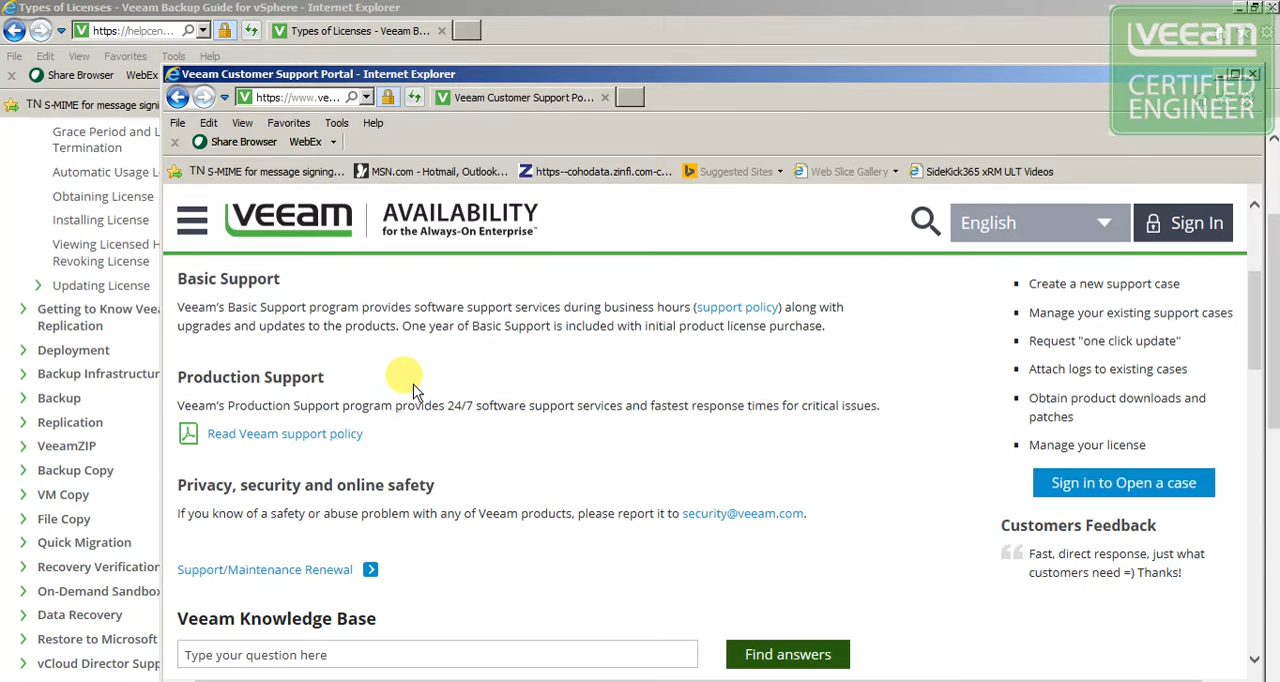 Types of Licenses - Veeam Backup Guide for vSphere - Internet Explorer
https://helpcen...
Types of Licenses - Veeam B...
File Edit View Favorites Tools Help
Share Browser WebEx
TN S-MIME for message signin
Grace Period and L
Termination
Automatic Usage
Obtaining License
Installing License
Viewing Licensed H
Revoking License
Updating License
Getting to Know Vee
Replication
Deployment
Backup Infrastructur
Backup
Replication
VeeamZIP
Backup Copy
VM Copy
File Copy
Quick Migration
Recovery Verification
On-Demand Sandbo
Data Recovery
Restore to Microsoft
vCloud Director Supp
Veeam Customer Support Portal - Internet Explorer
https://www.ve...
Veeam Customer Support Po...
File Edit View Favorites Tools Help
Share Browser WebEx
TN S-MIME for message signing...
MSN.com - Hotmail, Outlook...
https--cohodata.zinfi.com-c...
Suggested Sites
Web Slice Gallery
SideKick365 xRM ULT Videos
veeAM
AVAILABILITY
for the Always-On Enterprise™
English
Sign In
Basic Support
Veeam's Basic Support program provides software support services during business hours (support policy) along with
upgrades and updates to the products. One year of Basic Support is included with initial product license purchase.
Production Support
Veeam's Production Support program provides 24/7 software support services and fastest response times for critical issues.
Read Veeam support policy
Privacy, security and online safety
If you know of a safety or abuse problem with any of Veeam products, please report it to security@veeam.com.
Support/Maintenance Renewal
Veeam Knowledge Base
Type your question here
Find answers
Create a new support case
Manage your existing support cases
Request "one click update"
Attach logs to existing cases
Obtain product downloads and
patches
Manage your license
Sign in to Open a case
Customers Feedback
Fast, direct response, just what
customers need =) Thanks!
veeAM
CERTIFIED
ENGINEER